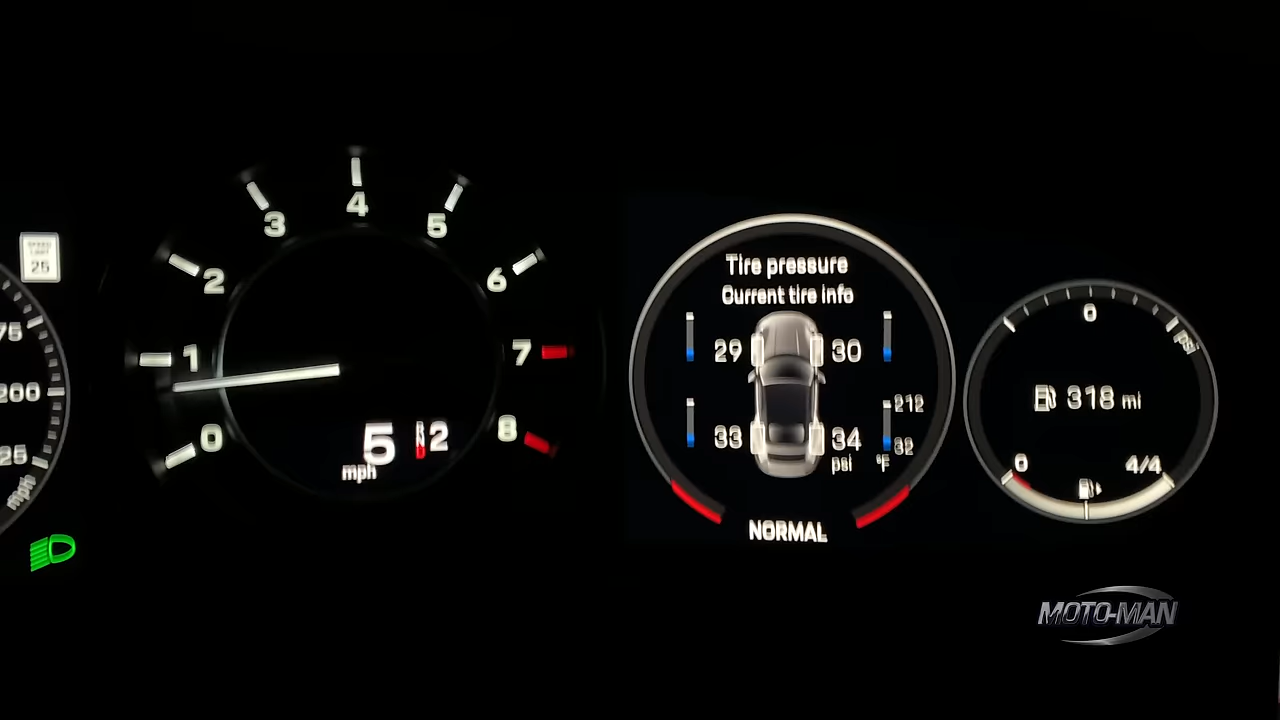 SPEED
LIMIT
25
75
200
25
mph
0
1
2
3
4
5
6
7
8
5
mph
2
Tire pressure
Current tire info
29
30
33
34
psi
212
°F
32
NORMAL
0
psi
318 mi
0
4/4
MOTO-MAN